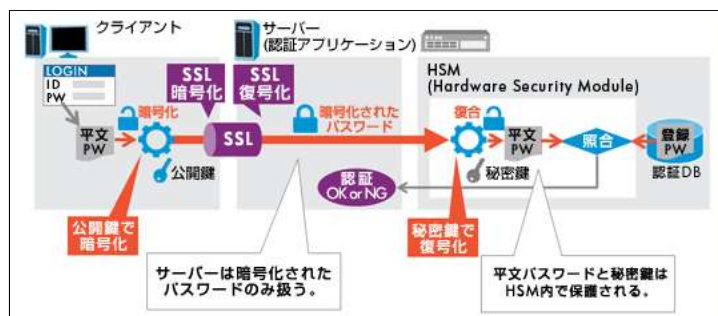 クライアント
LOGIN
ID
PW
平文
PW
暗号化
公開鍵
公開鍵で
暗号化
SSL
暗号化
SSL
サーバー
(認証アプリケーション)
SSL
復号化
暗号化された
パスワード
認証
OK or NG
サーバーは暗号化された
パスワードのみ扱う。
HSM
(Hardware Security Module)
復合
秘密鍵
秘密鍵で
復号化
平文
PW
照合
登録
PW
認証DB
平文パスワードと秘密鍵は
HSM内で保護される。